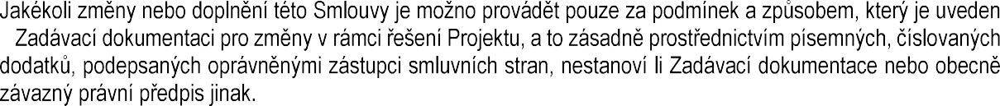 Jakékoli změny nebo doplnění této Smlouvy je možno provádět pouze za podmínek a způsobem, který je uveden
Zadávací dokumentaci pro změny v rámci řešení Projektu, a to zásadně prostřednictvím písemných, číslovaných
dodatků, podepsaných oprávněnými zástupci smluvních stran, nestanoví li Zadávací dokumentace nebo obecně
závazný právní předpis jinak.